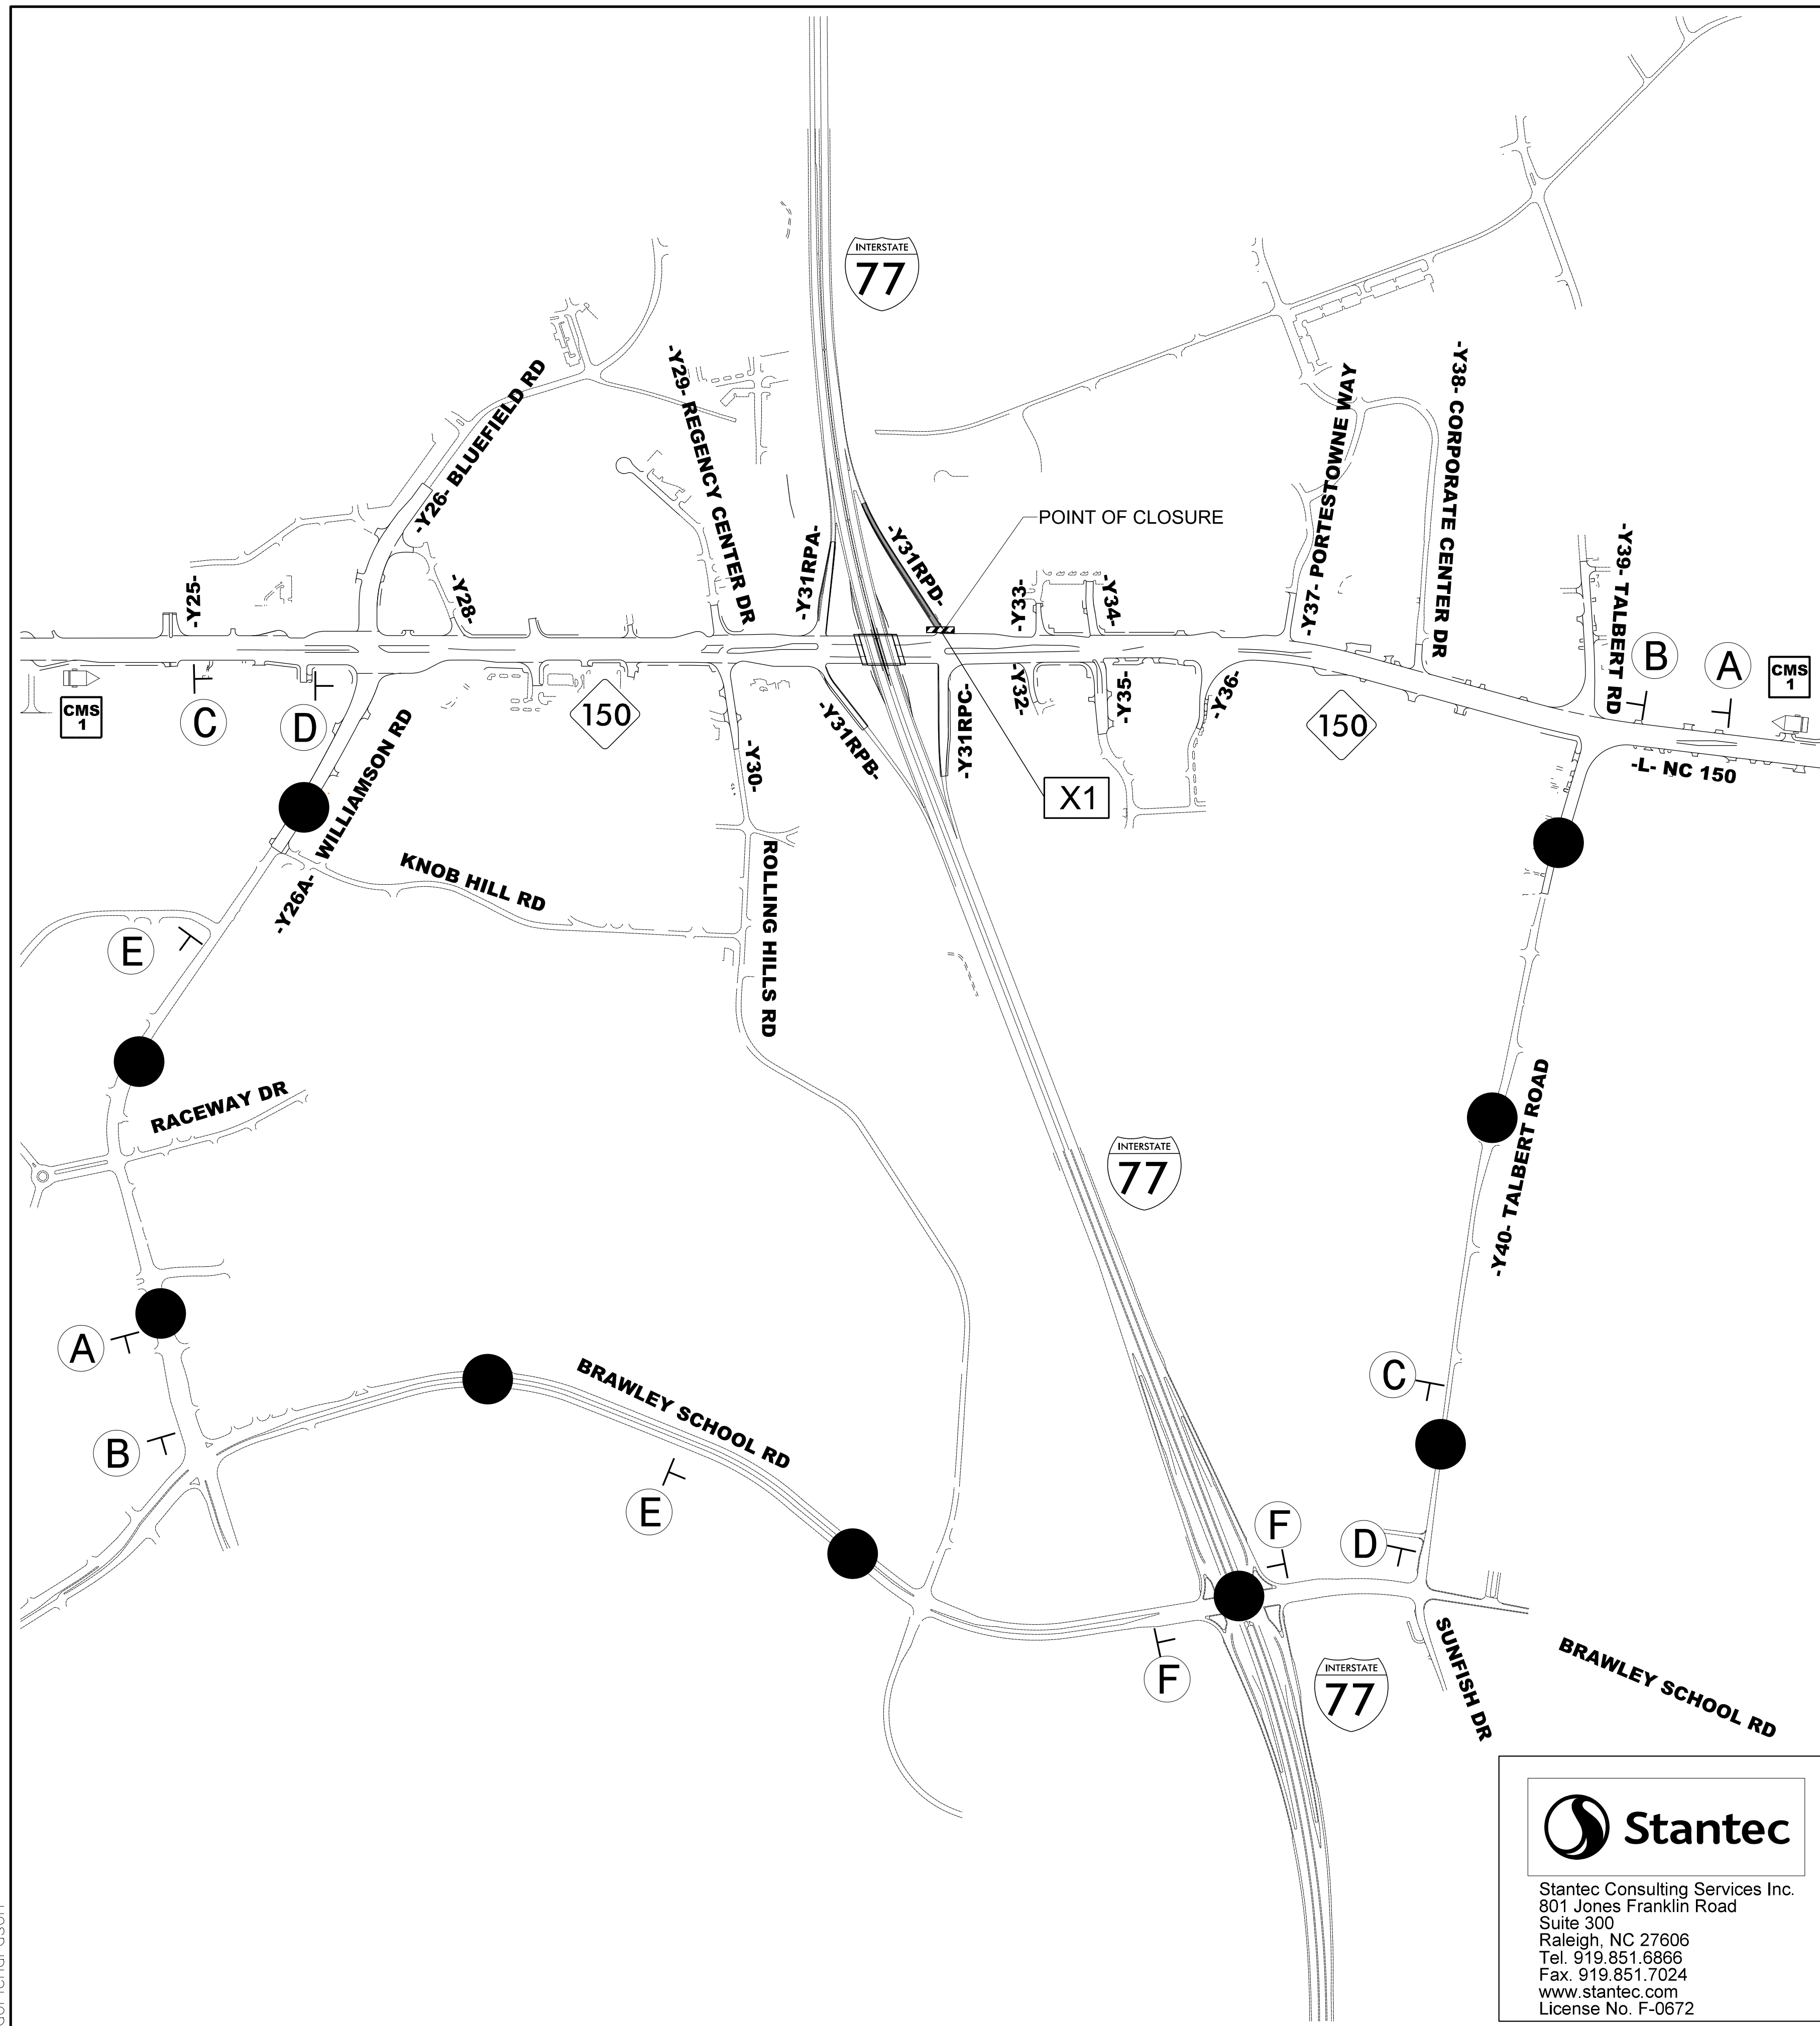 INTERSTATE
77
-Y26- BLUEFIELD RD
-Y29- REGENCY CENTER DR
-Y37- PORTESTOWNE WAY
-Y38- CORPORATE CENTER DR
POINT OF CLOSURE
-Y31RPA-
-Y31RPD-
-Y39- TALBERT RD
-Y25-
-Y28-
-Y33-
-Y34-
B
A
CMS
1
CMS
1
C
D
150
-Y31RPB-
-Y31RPC-
-Y32-
-Y35-
-Y36-
150
-L- NC 150
-Y30-
X1
-Y26A- WILLIAMSON RD
KNOB HILL RD
ROLLING HILLS RD
E
RACEWAY DR
INTERSTATE
77
-Y40- TALBERT ROAD
A
B
BRAWLEY SCHOOL RD
C
E
F
D
F
INTERSTATE
77
SUNFISH DR
BRAWLEY SCHOOL RD
Stantec
Stantec Consulting Services Inc.
801 Jones Franklin Road
Suite 300
Raleigh, NC 27606
Tel. 919.851.6866
Fax. 919.851.7024
www.stantec.com
License No. F-0672